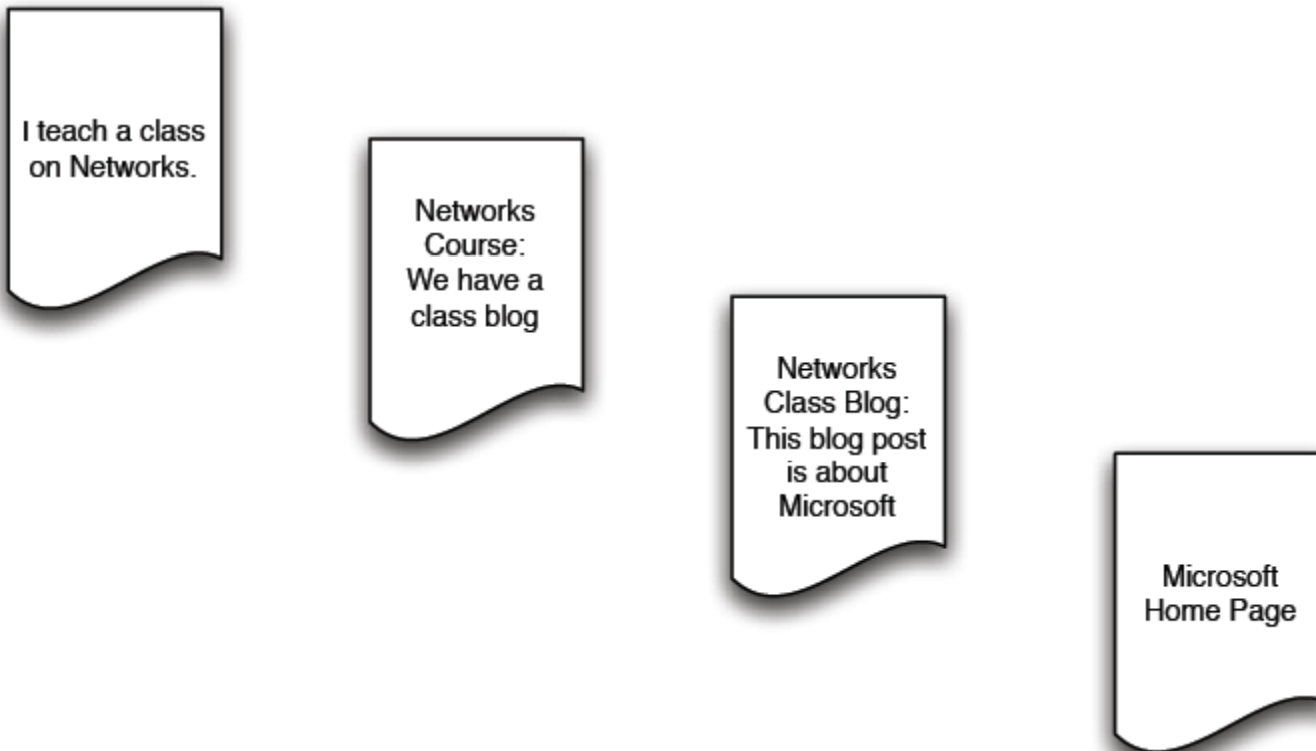 I teach a class
on Networks.
Networks
Course:
We have a
class blog
Networks
Class Blog:
This blog post
is about
Microsoft
Microsoft
Home Page